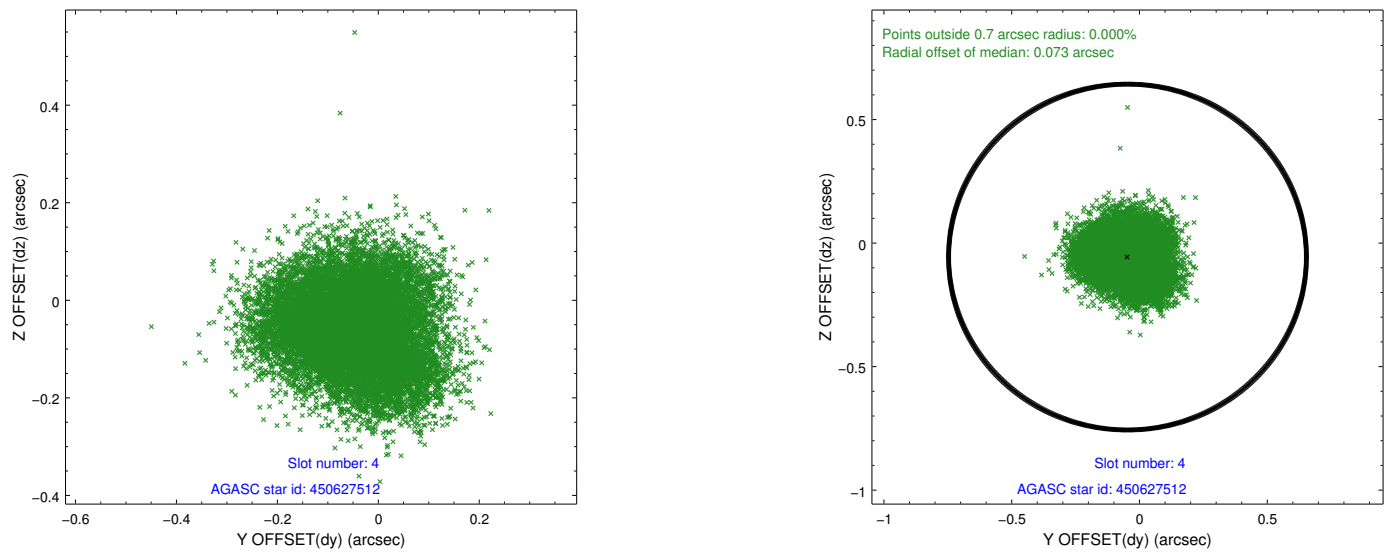 0.4
0.2
0
−0.2
−0.4
−0.6
−0.4
−0.2
0
0.2
Z OFFSET(dz) (arcsec)
Y OFFSET(dy) (arcsec)
Slot number: 4
AGASC star id: 450627512
Points outside 0.7 arcsec radius: 0.000%
Radial offset of median: 0.073 arcsec
0.5
0
−0.5
−1
−1
−0.5
0
0.5
Z OFFSET(dz) (arcsec)
Y OFFSET(dy) (arcsec)
Slot number: 4
AGASC star id: 450627512